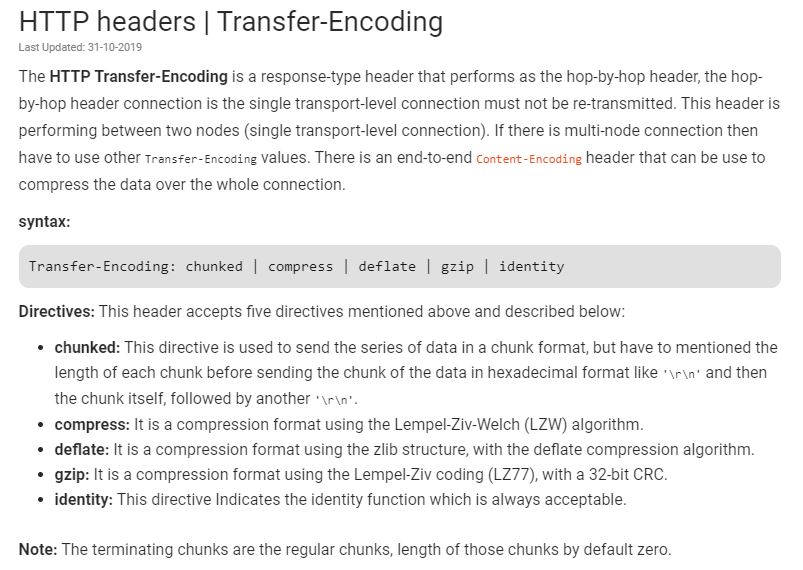 HTTP headers | Transfer-Encoding
Last Updated: 31-10-2019
The HTTP Transfer-Encoding is a response-type header that performs as the hop-by-hop header, the hop-
by-hop header connection is the single transport-level connection must not be re-transmitted. This header is
performing between two nodes (single transport-level connection). If there is multi-node connection then
have to use other Transfer-Encoding values. There is an end-to-end Content-Encoding header that can be use to
compress the data over the whole connection.
syntax:
Transfer-Encoding: chunked | compress | deflate | gzip | identity
Directives: This header accepts five directives mentioned above and described below:
• chunked: This directive is used to send the series of data in a chunk format, but have to mentioned the
length of each chunk before sending the chunk of the data in hexadecimal format like '\r\n' and then
the chunk itself, followed by another '\r\n'.
• compress: It is a compression format using the Lempel-Ziv-Welch (LZW) algorithm.
• deflate: It is a compression format using the zlib structure, with the deflate compression algorithm.
• gzip: It is a compression format using the Lempel-Ziv coding (LZ77), with a 32-bit CRC.
• identity: This directive Indicates the identity function which is always acceptable.
Note: The terminating chunks are the regular chunks, length of those chunks by default zero.